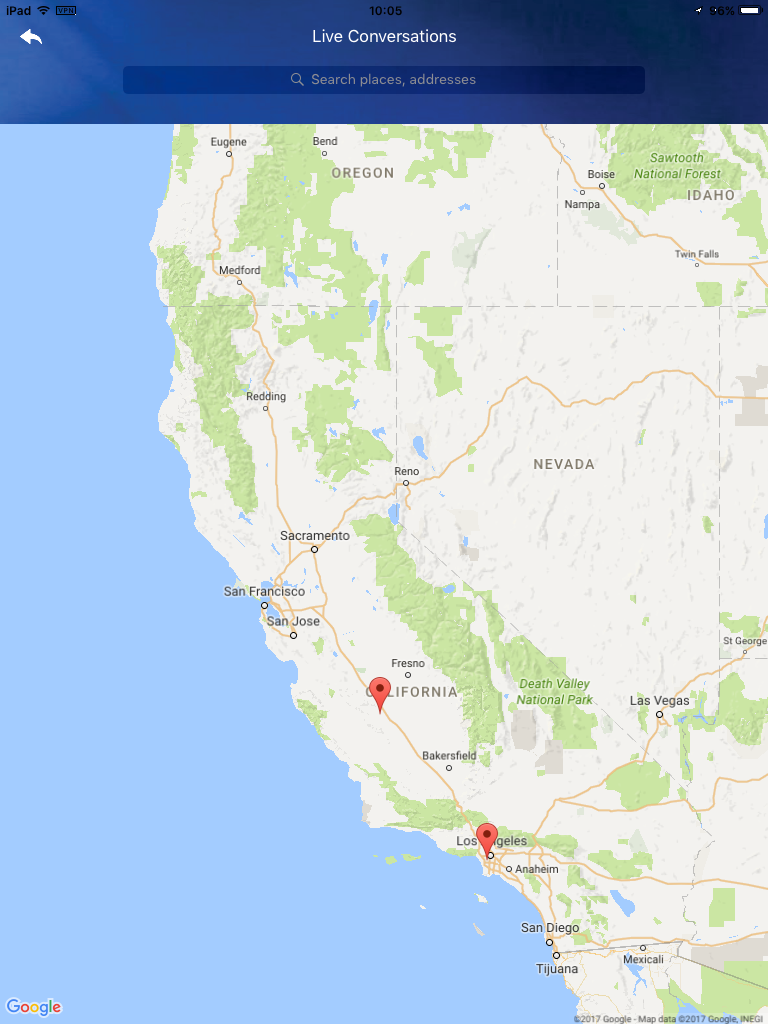 iPad VPN 10:05 96%
Live Conversations
Search places, addresses
Eugene
Bend
OREGON
Sawtooth
National Forest
Boise
IDAHO
Nampa
Twin Falls
Medford
Redding
Reno
NEVADA
Sacramento
San Francisco
San Jose
St George
Fresno
CALIFORNIA
Death Valley
National Park
Las Vegas
Bakersfield
Los Angeles
Anaheim
San Diego
Mexicali
Tijuana
Google
©2017 Google - Map data ©2017 Google, INEGI